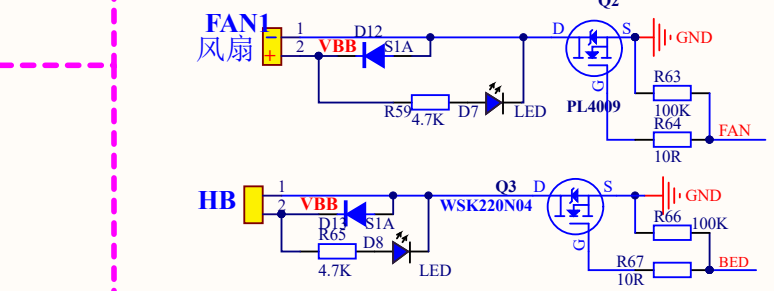 Q2
FAN1
风扇
-
+
1
2
VBB
D12
S1A
D
S
G
PL4009
GND
R63
100K
R64
10R
FAN
R59
4.7K
D7
LED
HB
1
2
VBB
D13
S1A
R65
4.7K
D8
LED
Q3
WSK220N04
D
S
G
GND
R66
100K
R67
10R
BED